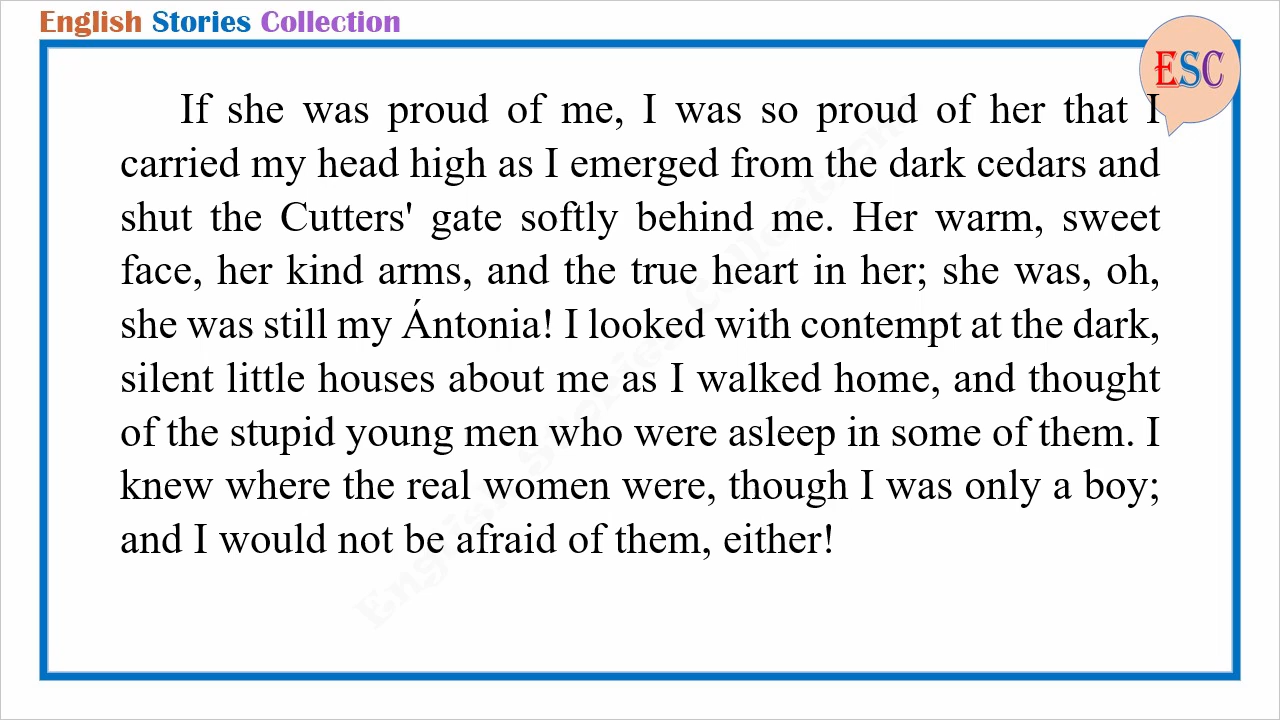 English Stories Collection
ESC
If she was proud of me, I was so proud of her that I
carried my head high as I emerged from the dark cedars and
shut the Cutters' gate softly behind me. Her warm, sweet
face, her kind arms, and the true heart in her; she was, oh,
she was still my Ántonia! I looked with contempt at the dark,
silent little houses about me as I walked home, and thought
of the stupid young men who were asleep in some of them. I
knew where the real women were, though I was only a boy;
and I would not be afraid of them, either!
English Stories Collection